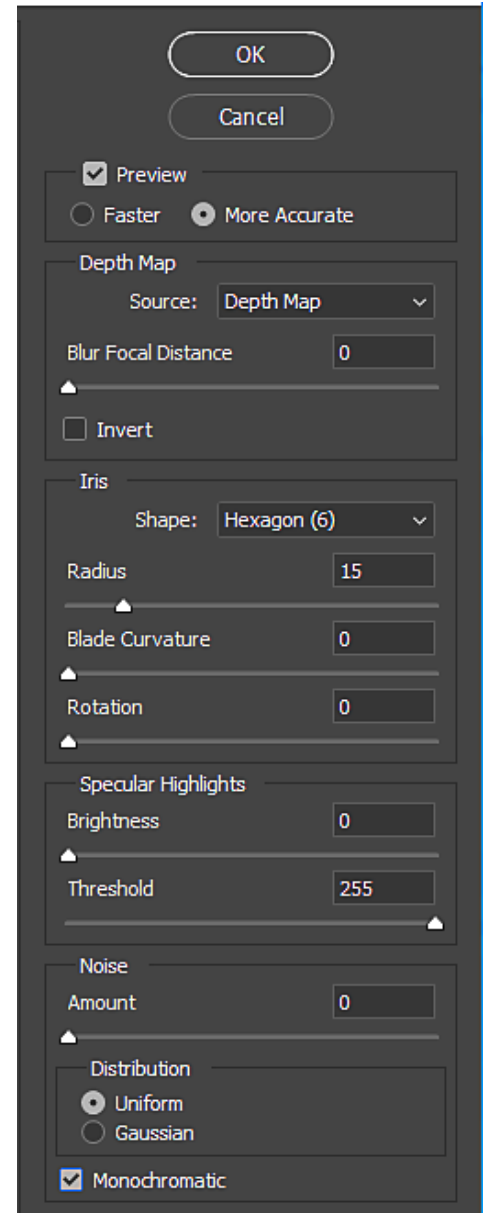 OK
Cancel
Preview
Faster More Accurate
Depth Map
Source: Depth Map
Blur Focal Distance 0
Invert
Iris
Shape: Hexagon (6)
Radius 15
Blade Curvature 0
Rotation 0
Specular Highlights
Brightness 0
Threshold 255
Noise
Amount 0
Distribution
Uniform
Gaussian
Monochromatic